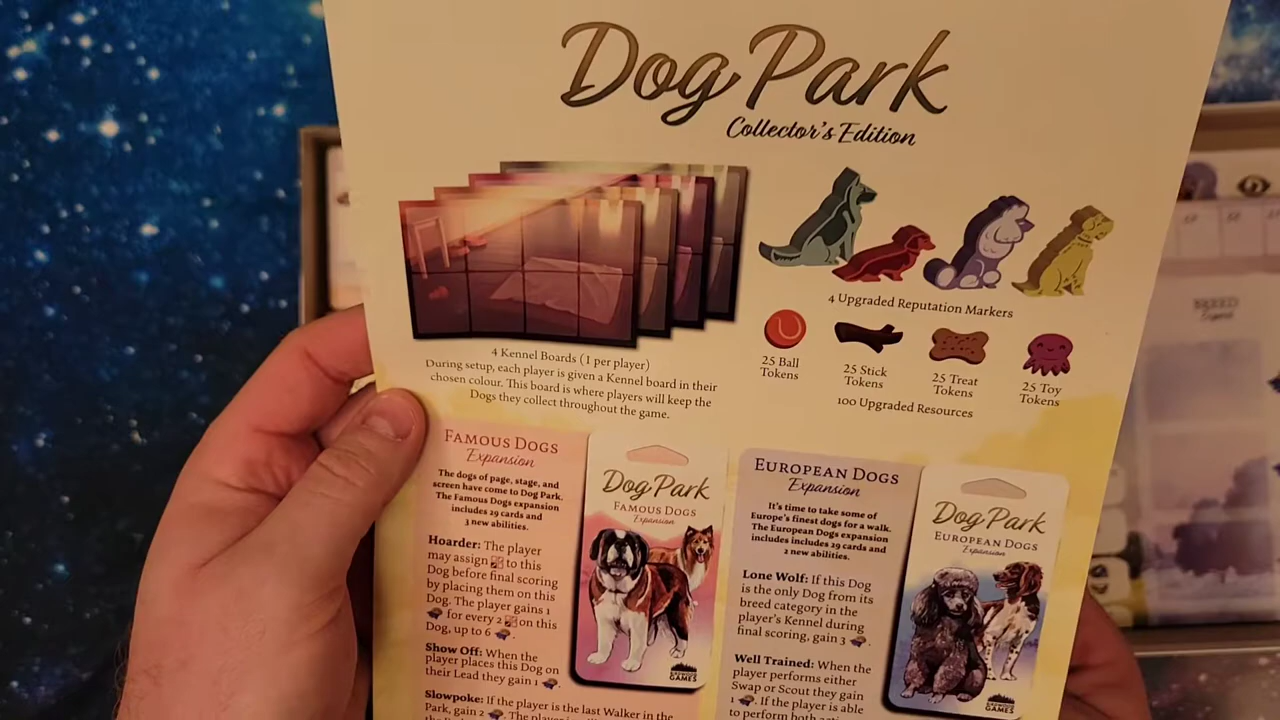 Dog Park
Collector's Edition
4 Kennel Boards (1 per player)
During setup, each player is given a Kennel board in their
chosen colour. This board is where players will keep the
Dogs they collect throughout the game.
4 Upgraded Reputation Markers
25 Ball
Tokens
25 Stick
Tokens
25 Treat
Tokens
25 Toy
Tokens
100 Upgraded Resources
FAMOUS DOGS
Expansion
The dogs of page, stage, and
screen have come to Dog Park.
The Famous Dogs expansion
includes 29 cards and
3 new abilities.
Hoarder: The player
may assign to this
Dog before final scoring
by placing them on this
Dog. The player gains 1
for every 2 on this
Dog, up to 6 .
Show Off: When the
player places this Dog on
their Lead they gain 1 .
Slowpoke: If the player is the last Walker in the
Park, gain 2 . The player
Dog Park
FAMOUS DOGS
Expansion
GAMES
EUROPEAN DOGS
Expansion
It's time to take some of
Europe's finest dogs for a walk.
The European Dogs expansion
includes includes 29 cards and
2 new abilities.
Lone Wolf: If this Dog
is the only Dog from its
breed category in the
player's Kennel during
final scoring, gain 3 .
Well Trained: When the
player performs either
Swap or Scout they gain
1 . If the player is able
to perform both
Dog Park
EUROPEAN DOGS
Expansion
GAMES
BREED